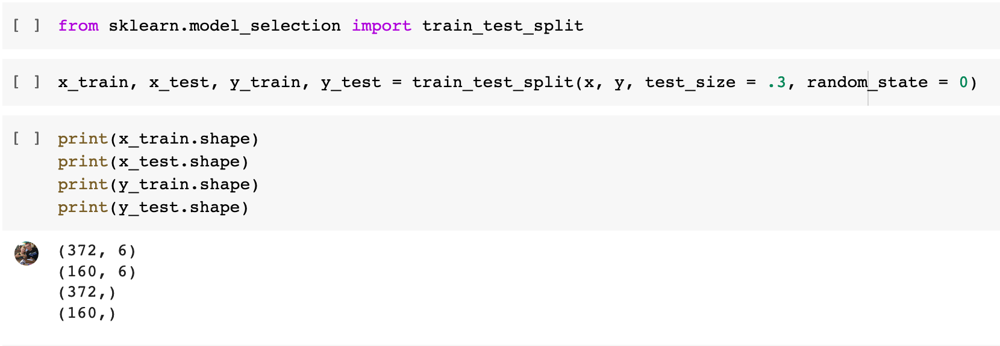 [ ] from sklearn.model_selection import train_test_split
[ ] x_train, x_test, y_train, y_test = train_test_split(x, y, test_size = .3, random_state = 0)
[ ] print(x_train.shape)
print(x_test.shape)
print(y_train.shape)
print(y_test.shape)
(372, 6)
(160, 6)
(372,)
(160,)